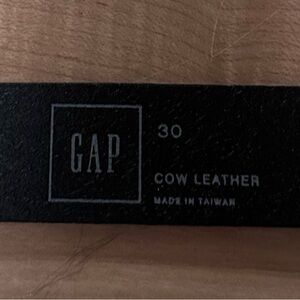 GAP
30
COW LEATHER
MADE IN TAIWAN